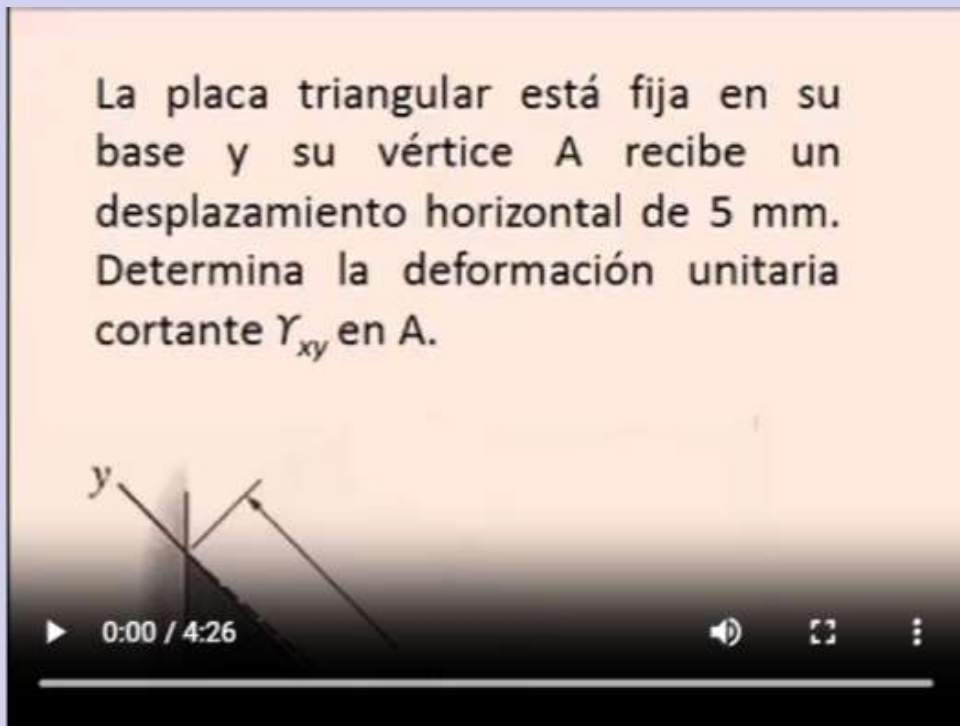 La placa triangular está fija en su
base y su vértice A recibe un
desplazamiento horizontal de 5 mm.
Determina la deformación unitaria
cortante ϒxy en A.
y
0:00 / 4:26